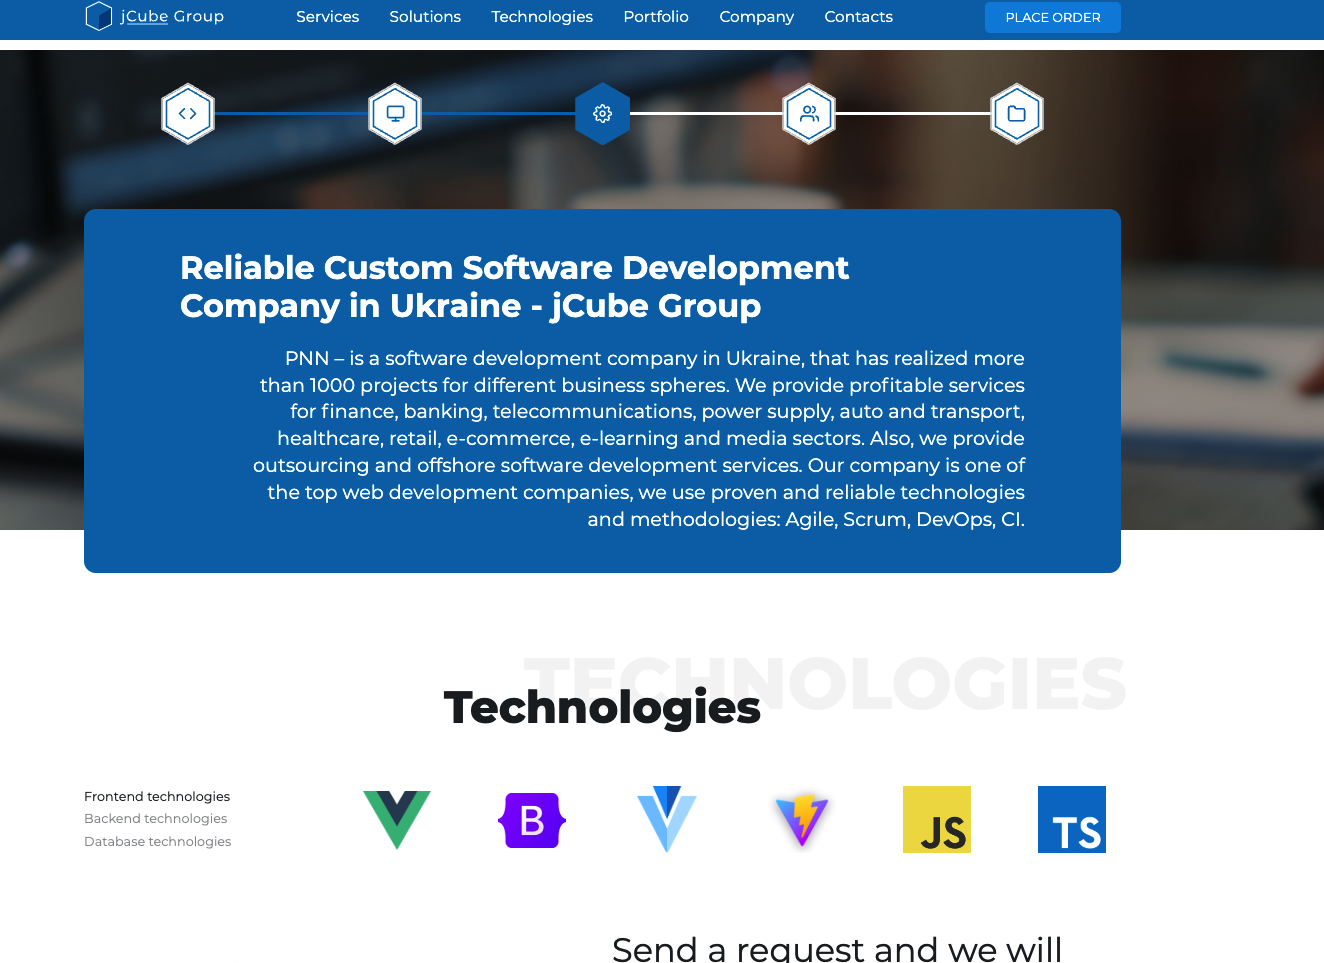 jCube Group
Services
Solutions
Technologies
Portfolio
Company
Contacts
PLACE ORDER
Reliable Custom Software Development
Company in Ukraine - jCube Group
PNN – is a software development company in Ukraine, that has realized more
than 1000 projects for different business spheres. We provide profitable services
for finance, banking, telecommunications, power supply, auto and transport,
healthcare, retail, e-commerce, e-learning and media sectors. Also, we provide
outsourcing and offshore software development services. Our company is one of
the top web development companies, we use proven and reliable technologies
and methodologies: Agile, Scrum, DevOps, CI.
TECHNOLOGIES
Technologies
Frontend technologies
Backend technologies
Database technologies
B
JS
TS
Send a request and we will